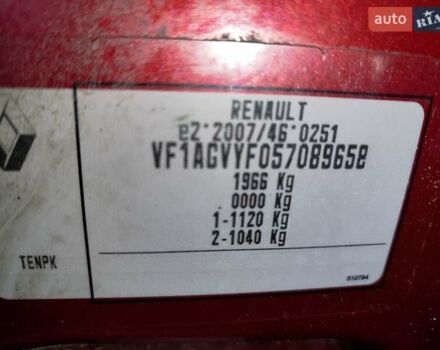 auto
RIA
RENAULT
e2*2007/46*0251
VF1AGVYF057089658
1966 Kg
0000 Kg
1-1120 Kg
2-1040 Kg
TENPK
310784